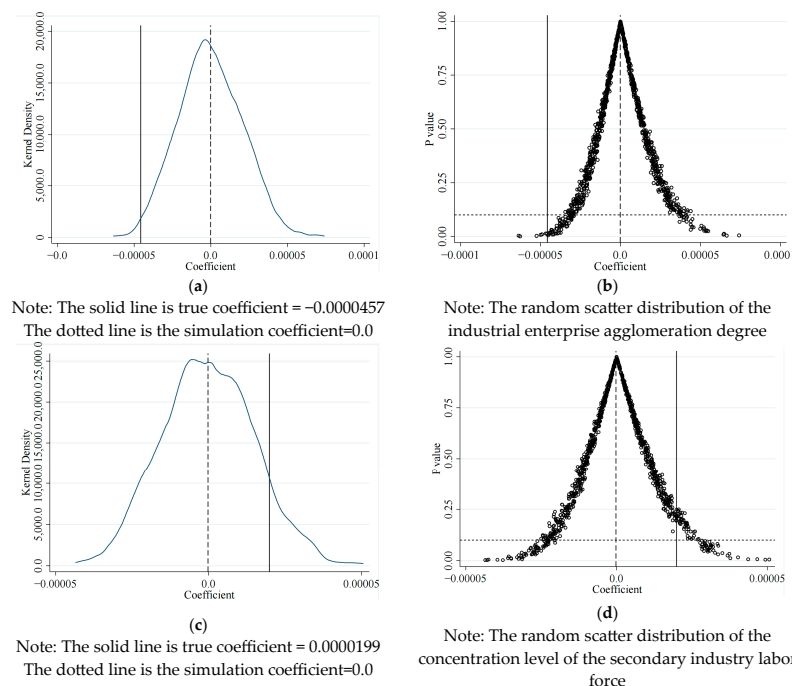 20,000.0
15,000.0
10,000.0
5,000.0
0
Kernel Density
−0.0
−0.00005
0.0
0.00005
0.0001
Coefficient
(a)
Note: The solid line is true coefficient = −0.0000457
The dotted line is the simulation coefficient=0.0
1.00
0.75
0.50
0.25
0.00
P value
−0.0001
−0.00005
0.0
0.00005
0.000
Coefficient
(b)
Note: The random scatter distribution of the
industrial enterprise agglomeration degree
25,000.0
20,000.0
15,000.0
10,000.0
5,000.0
0.0
Kernel Density
−0.00005
0.0
0.00005
Coefficient
(c)
Note: The solid line is true coefficient = 0.0000199
The dotted line is the simulation coefficient=0.0
1.00
0.75
0.50
0.25
0.00
P value
−0.00005
0.0
0.00005
Coefficient
(d)
Note: The random scatter distribution of the
concentration level of the secondary industry labor
force